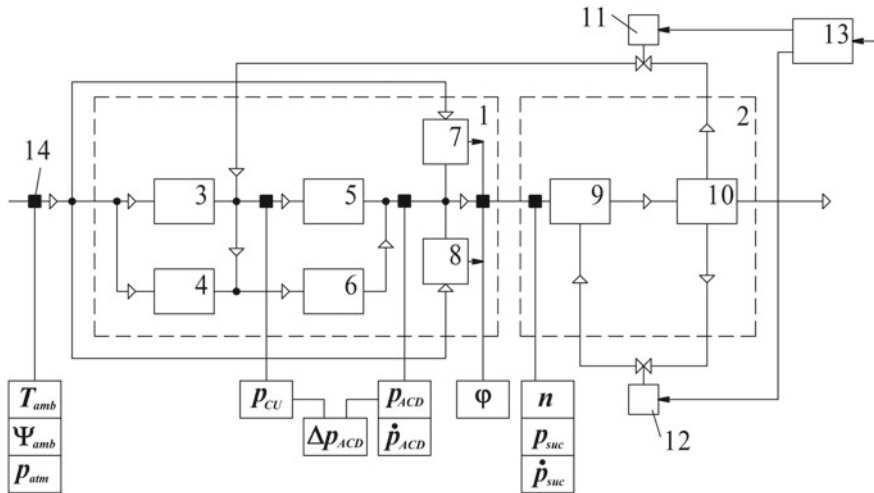 11
13
1
2
14
7
3
5
9
10
8
4
6
T_amb
Ψ_amb
p_atm
p_CU
Δp_ACD
p_ACD
ṗ_ACD
φ
n
p_suc
ṗ_suc
12